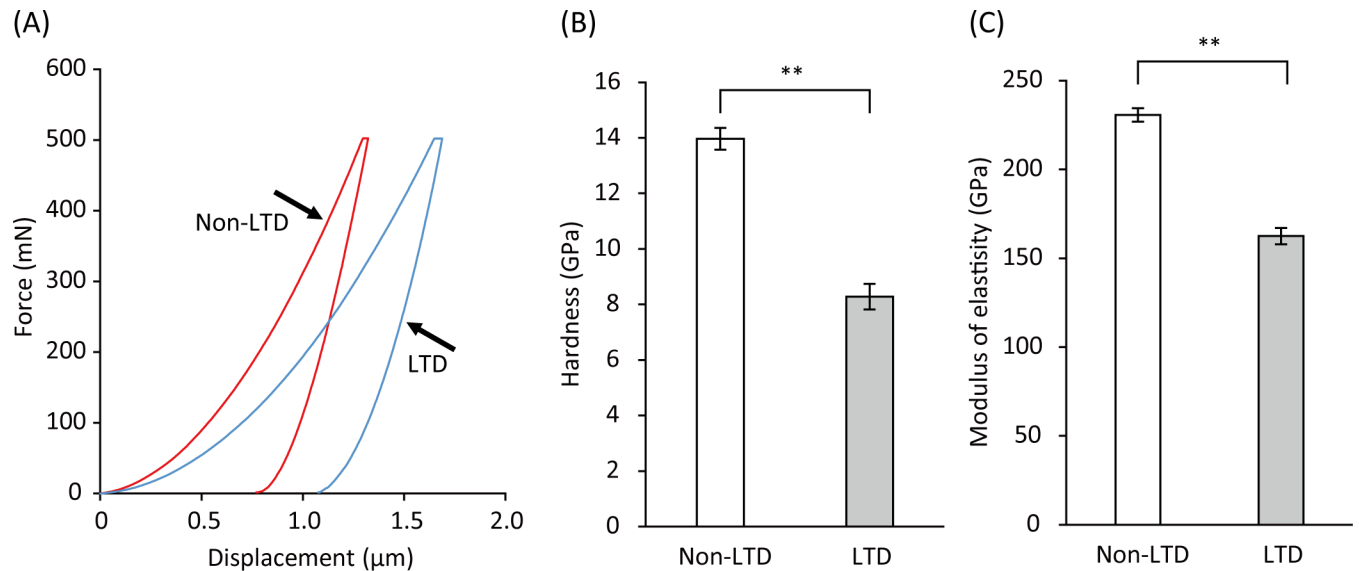 (A)
600
500
400
300
200
100
0
Force (mN)
Non-LTD
LTD
0
0.5
1.0
1.5
2.0
Displacement (μm)
(B)
**
16
14
12
10
8
6
4
2
0
Hardness (GPa)
Non-LTD
LTD
(C)
**
250
200
150
100
50
0
Modulus of elastisity (GPa)
Non-LTD
LTD